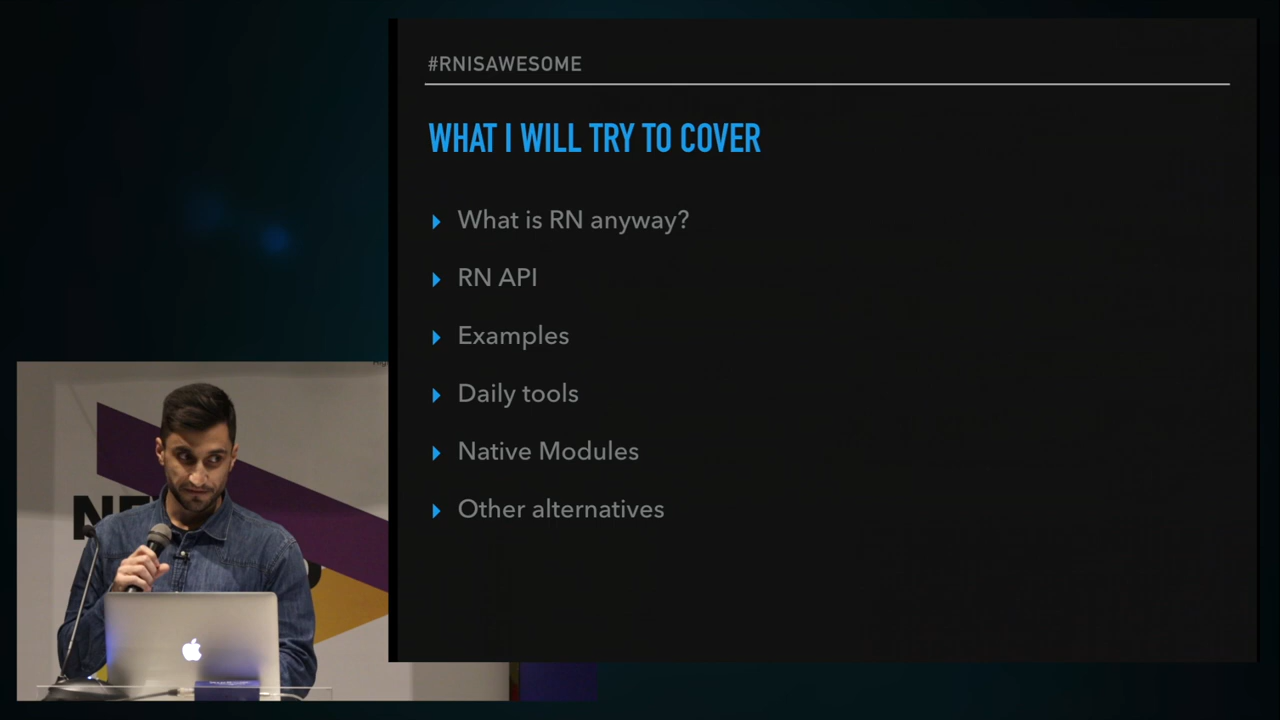 #RNISAWESOME
WHAT I WILL TRY TO COVER
What is RN anyway?
RN API
Examples
Daily tools
Native Modules
Other alternatives